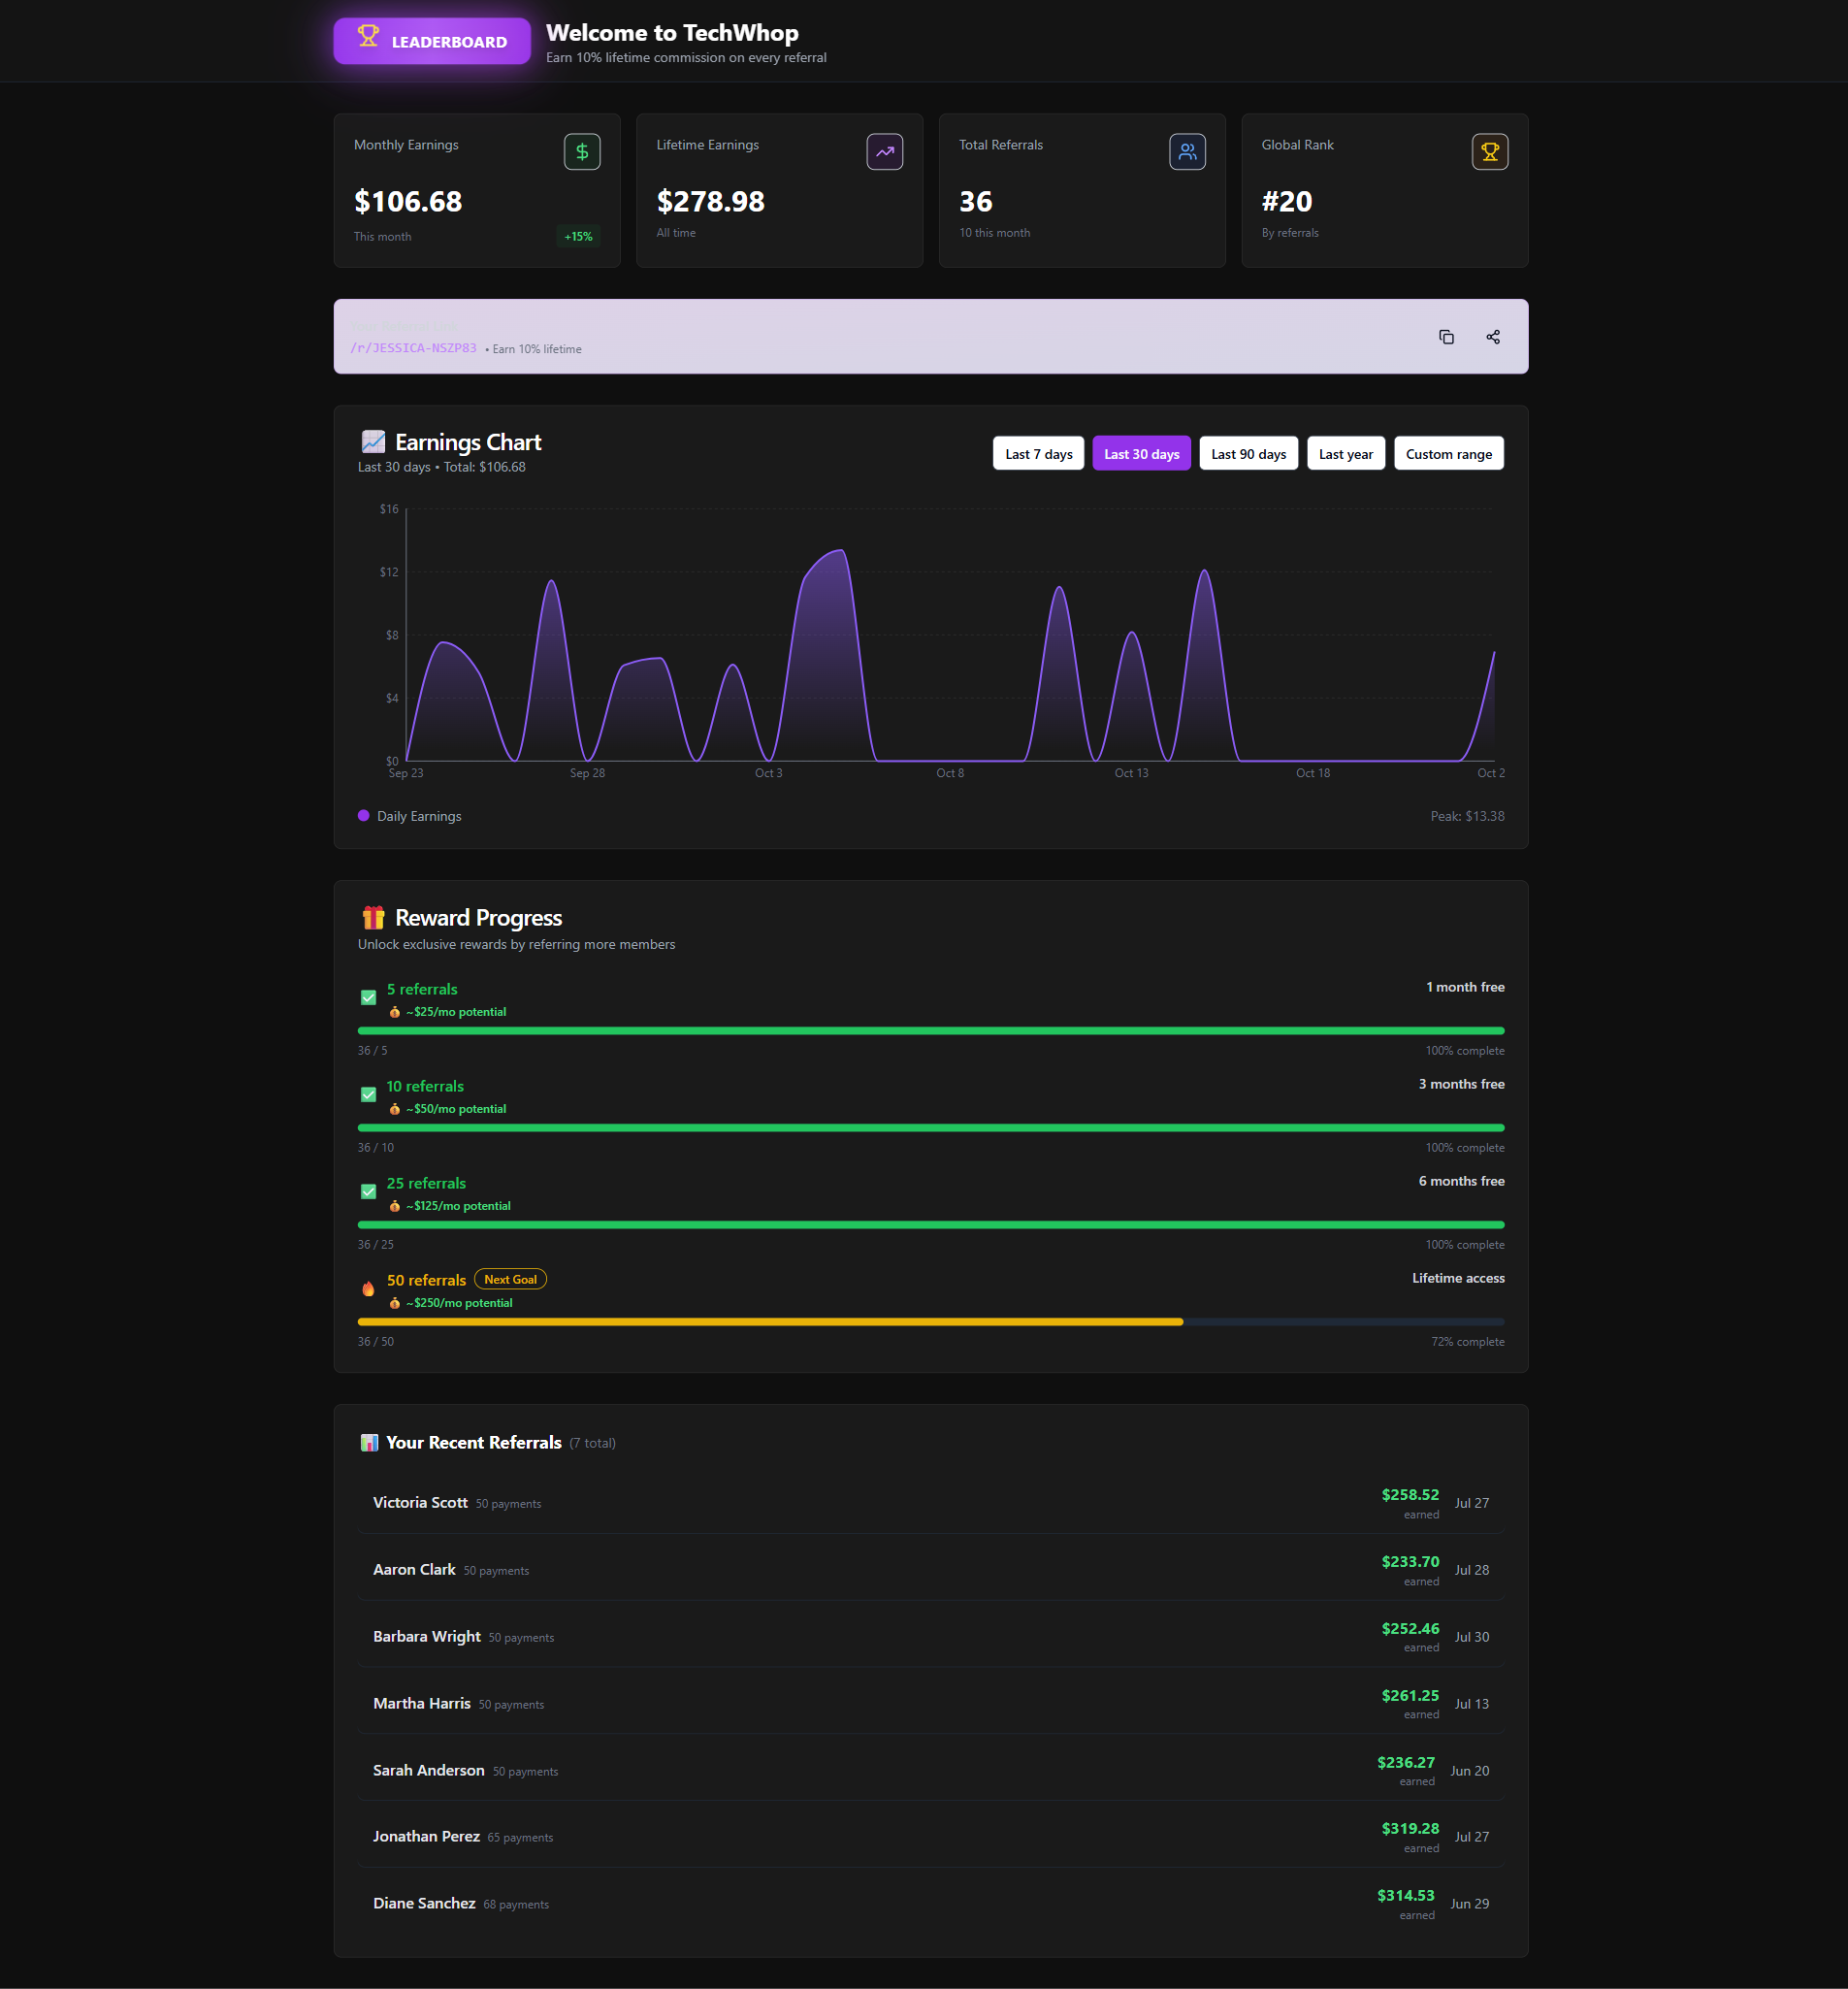 LEADERBOARD
Welcome to TechWhop
Earn 10% lifetime commission on every referral
Monthly Earnings
$106.68
This month
+15%
Lifetime Earnings
$278.98
All time
Total Referrals
36
10 this month
Global Rank
#20
By referrals
/r/JESSICA-NSZP83 • Earn 10% lifetime
📈 Earnings Chart
Last 30 days • Total: $106.68
Last 7 days
Last 30 days
Last 90 days
Last year
Custom range
$16
$12
$8
$4
$0
Sep 23
Sep 28
Oct 3
Oct 8
Oct 13
Oct 18
Oct 2
Daily Earnings
Peak: $13.38
🎁 Reward Progress
Unlock exclusive rewards by referring more members
✅ 5 referrals
1 month free
💰 ~$25/mo potential
36 / 5
100% complete
✅ 10 referrals
3 months free
💰 ~$50/mo potential
36 / 10
100% complete
✅ 25 referrals
6 months free
💰 ~$125/mo potential
36 / 25
100% complete
🔥 50 referrals Next Goal
Lifetime access
💰 ~$250/mo potential
36 / 50
72% complete
📊 Your Recent Referrals (7 total)
Victoria Scott 50 payments
$258.52
earned
Jul 27
Aaron Clark 50 payments
$233.70
earned
Jul 28
Barbara Wright 50 payments
$252.46
earned
Jul 30
Martha Harris 50 payments
$261.25
earned
Jul 13
Sarah Anderson 50 payments
$236.27
earned
Jun 20
Jonathan Perez 65 payments
$319.28
earned
Jul 27
Diane Sanchez 68 payments
$314.53
earned
Jun 29